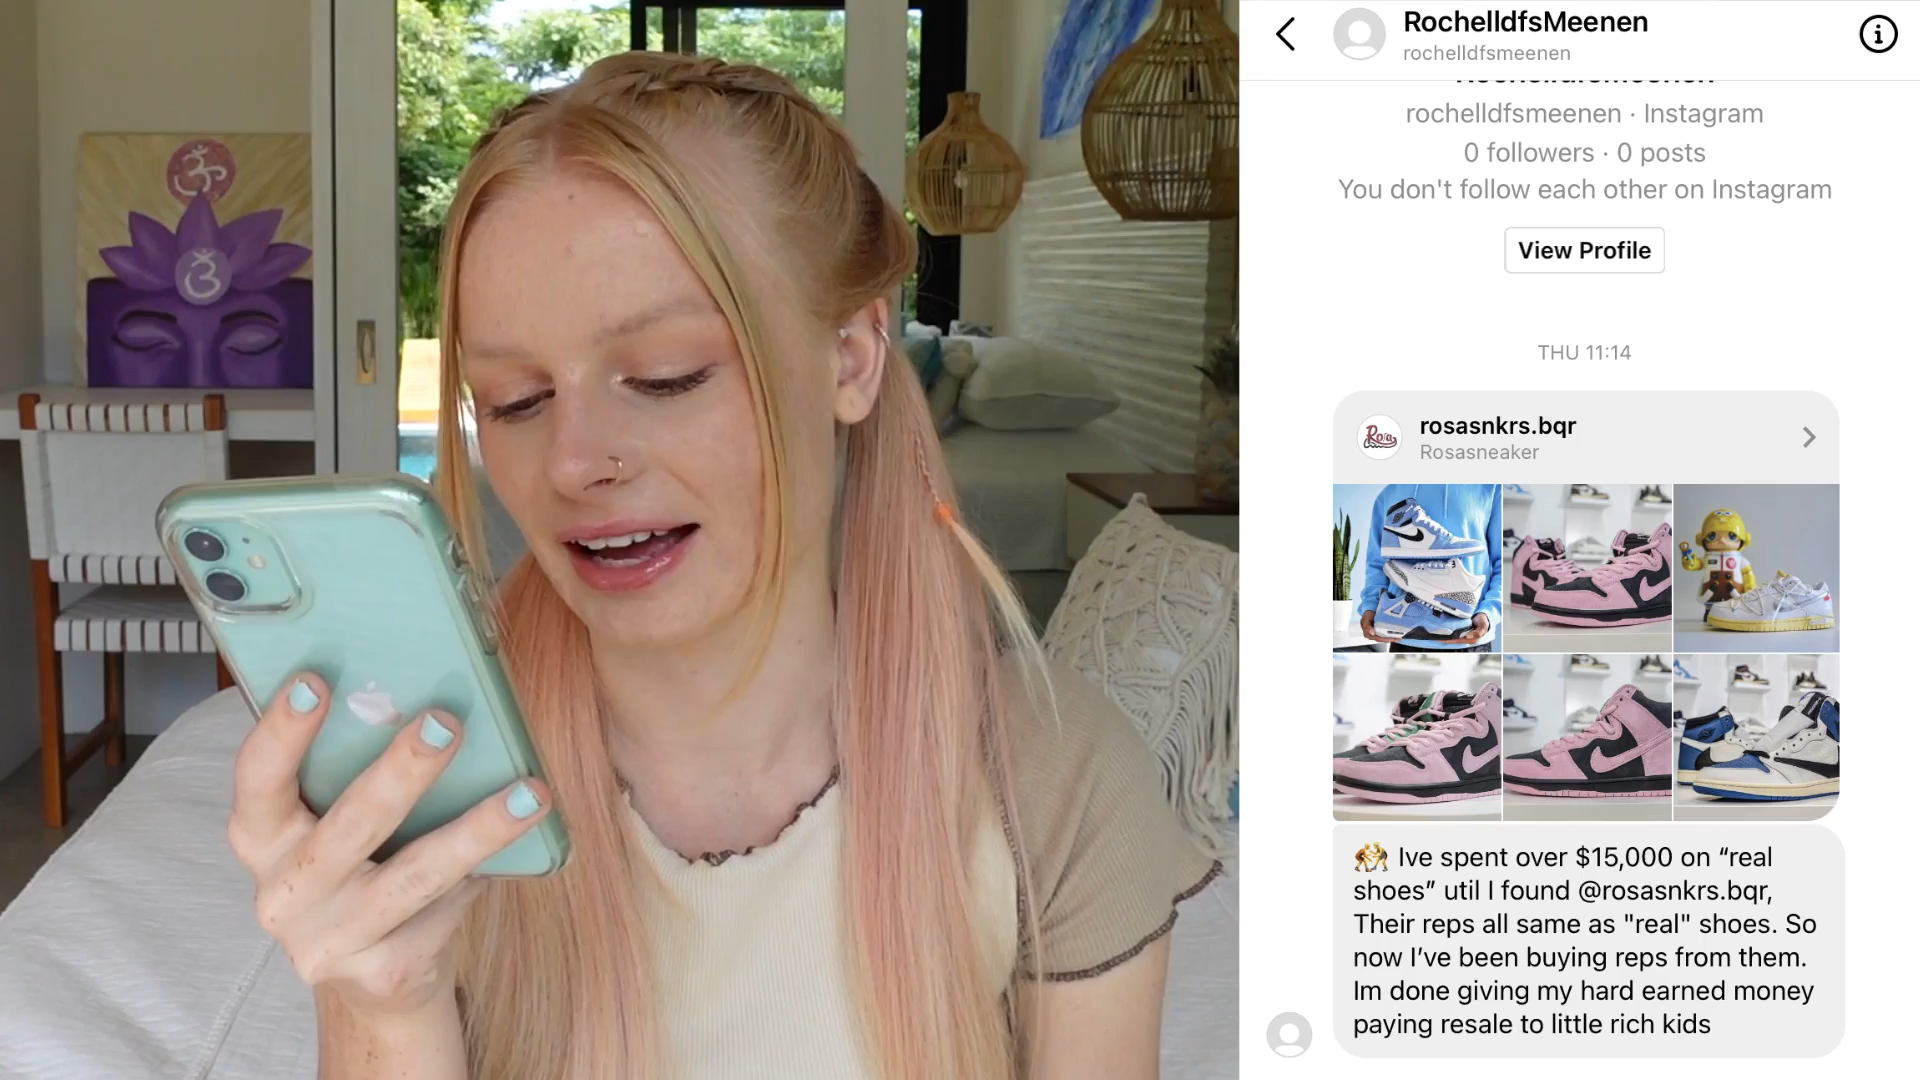 RochelldfsMeenen
rochelldfsmeenen
rochelldfsmeenen · Instagram
0 followers · 0 posts
You don't follow each other on Instagram
View Profile
THU 11:14
Rosa
rosasnkrs.bqr
Rosasneaker
🤼 Ive spent over $15,000 on “real
shoes” util I found @rosasnkrs.bqr,
Their reps all same as "real" shoes. So
now I’ve been buying reps from them.
Im done giving my hard earned money
paying resale to little rich kids
ॐ